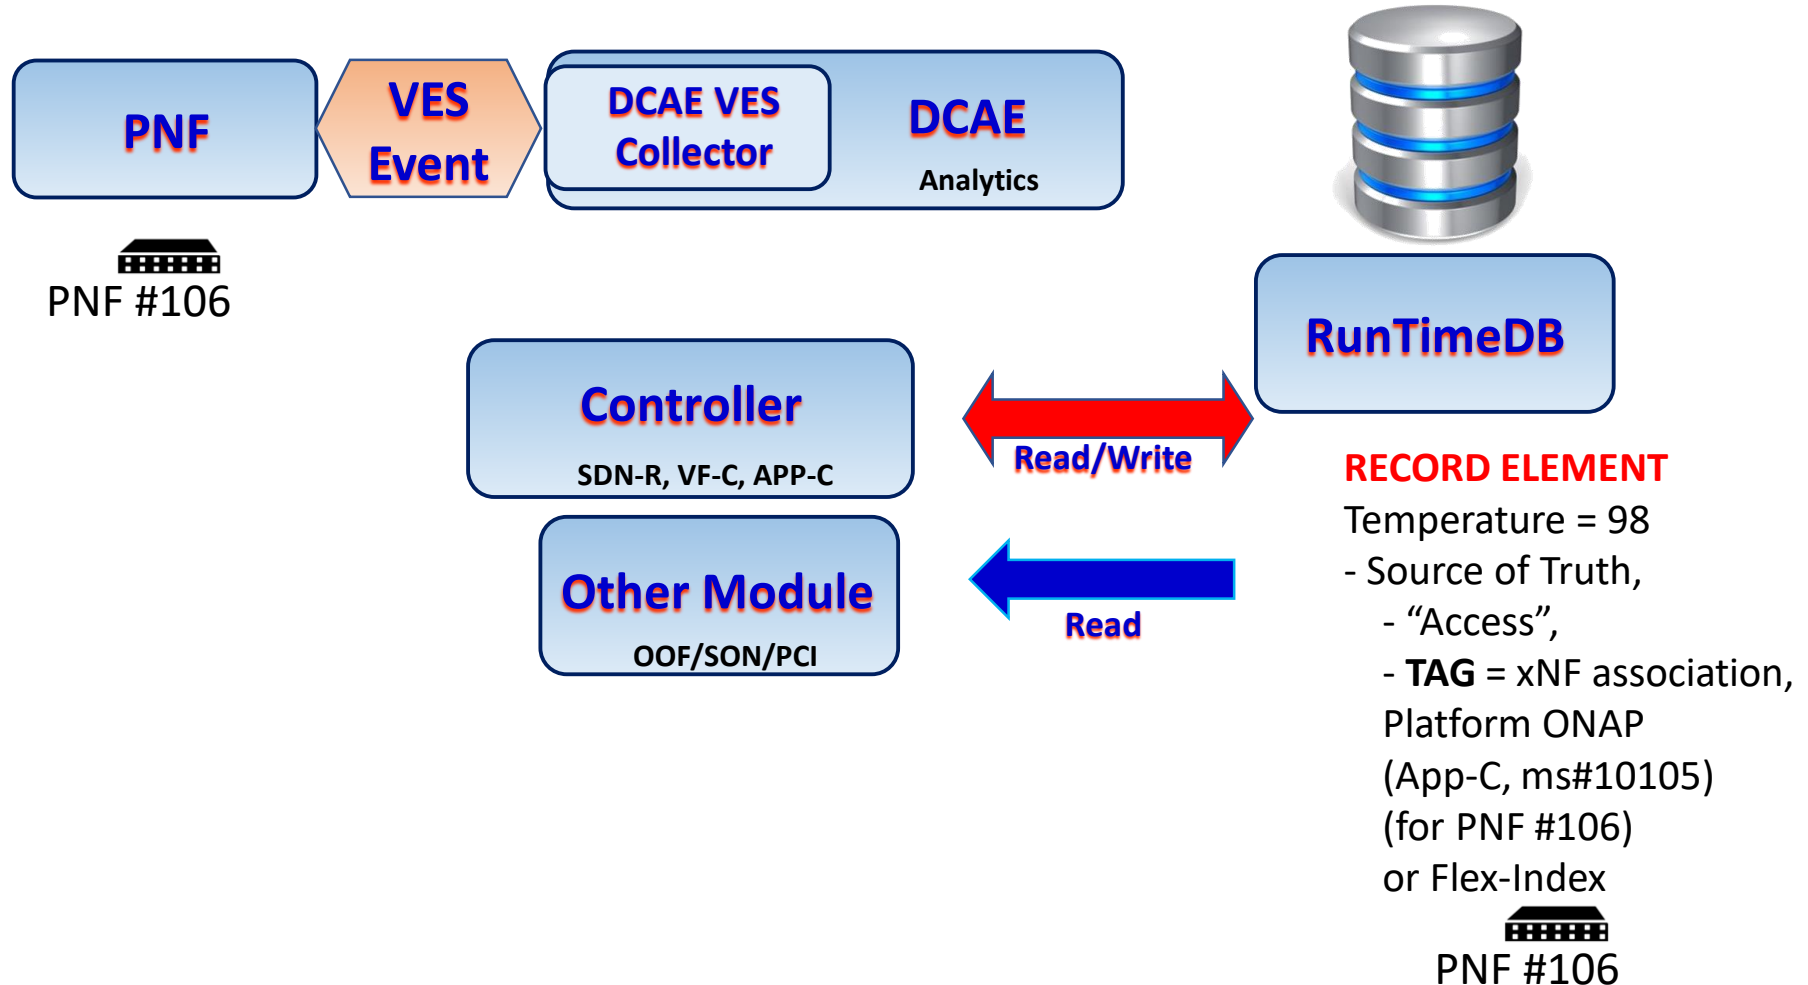 PNF
VES
Event
DCAE VES
Collector
DCAE
Analytics
PNF #106
RunTimeDB
Controller
SDN-R, VF-C, APP-C
Read/Write
Other Module
OOF/SON/PCI
Read
RECORD ELEMENT
Temperature = 98
- Source of Truth,
- “Access”,
- TAG = xNF association,
Platform ONAP
(App-C, ms#10105)
(for PNF #106)
or Flex-Index
PNF #106